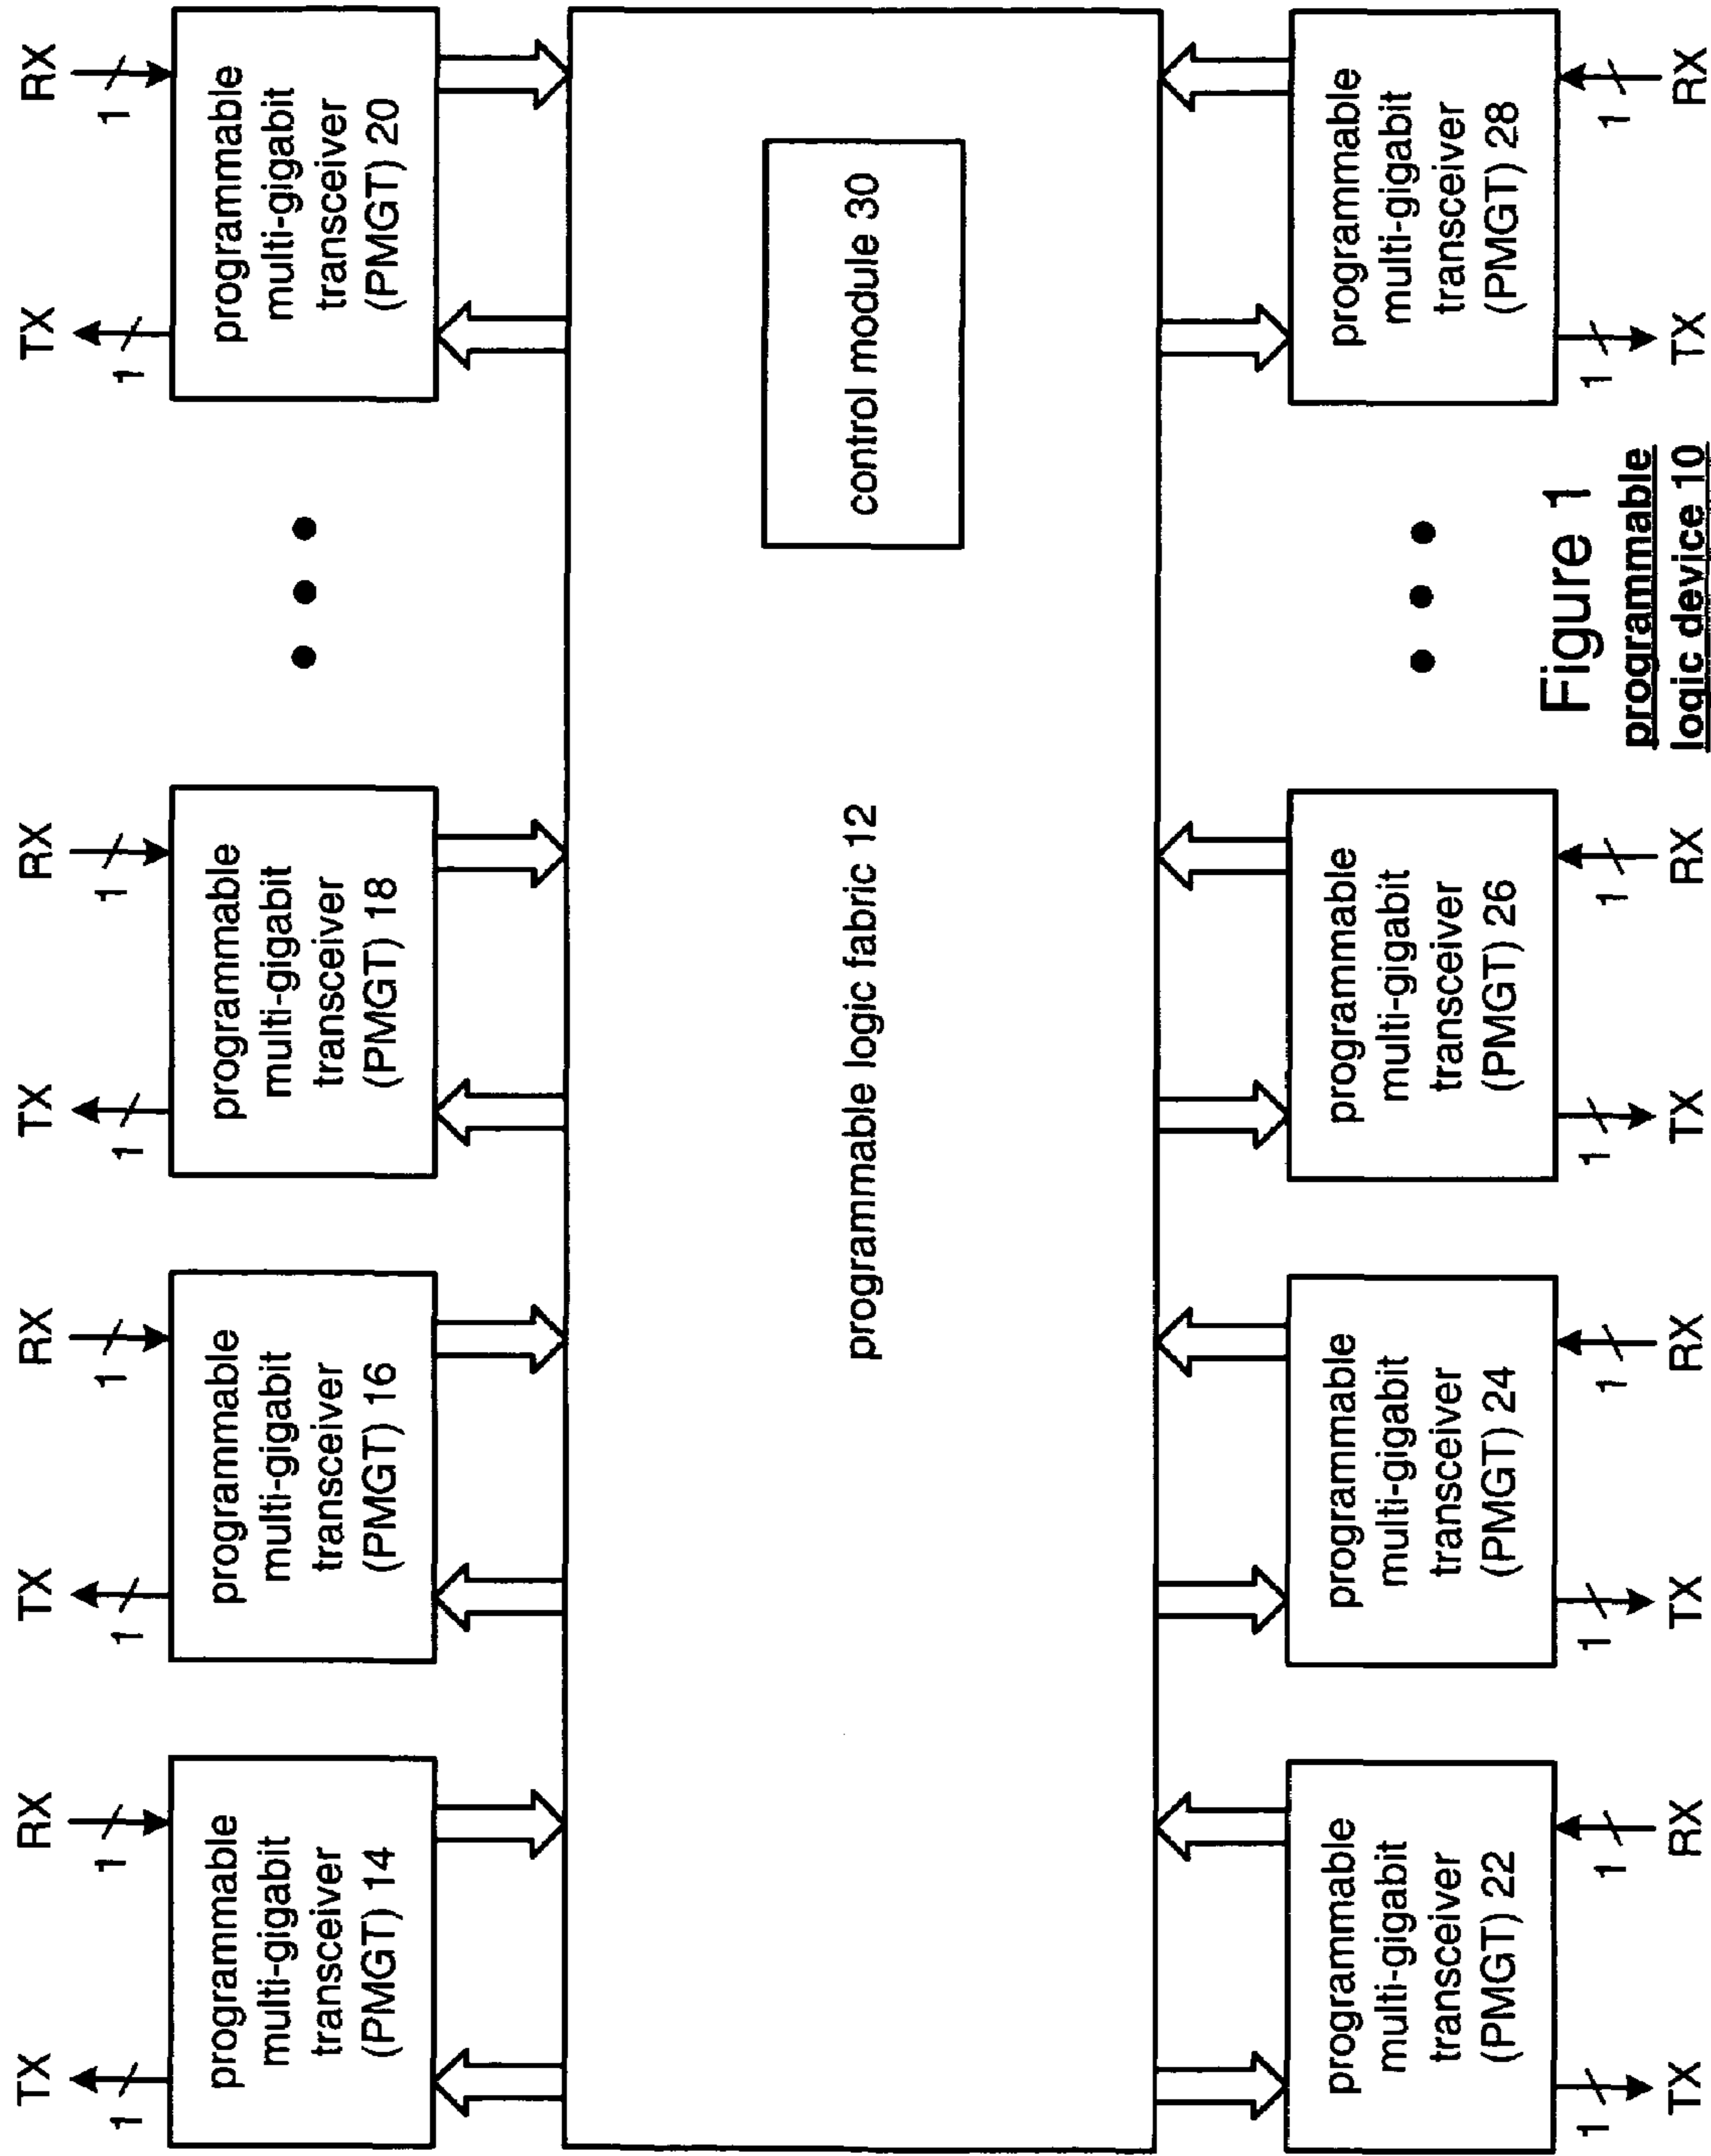 TX RX TX RX TX RX TX RX
1 1 1 1 1 1 1 1
programmable
multi-gigabit
transceiver
(PMGT) 14
programmable
multi-gigabit
transceiver
(PMGT) 16
programmable
multi-gigabit
transceiver
(PMGT) 18
programmable
multi-gigabit
transceiver
(PMGT) 20
programmable logic fabric 12
control module 30
programmable
multi-gigabit
transceiver
(PMGT) 22
programmable
multi-gigabit
transceiver
(PMGT) 24
programmable
multi-gigabit
transceiver
(PMGT) 26
programmable
multi-gigabit
transceiver
(PMGT) 28
1 1 1 1 1 1 1 1
TX RX TX RX TX RX TX RX
Figure 1
programmable
logic device 10